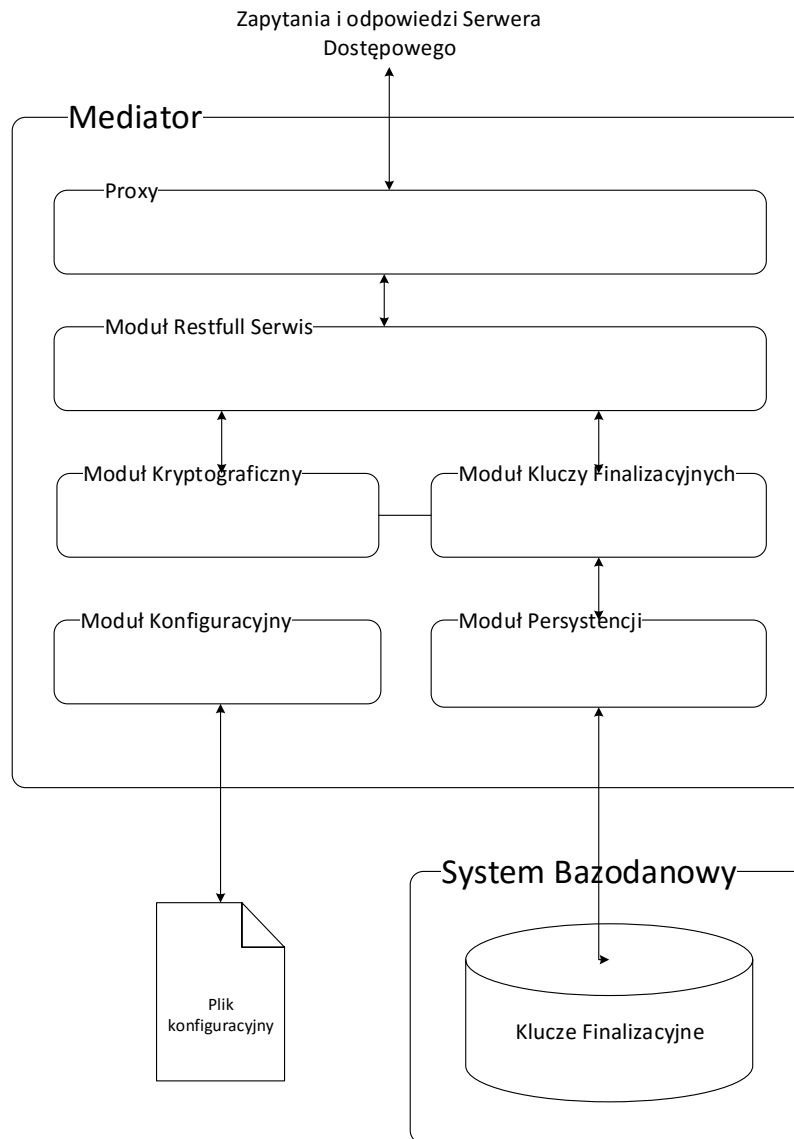 Zapytania i odpowiedzi Serwera
Dostępowego
Mediator
Proxy
Moduł Restfull Serwis
Moduł Kryptograficzny
Moduł Kluczy Finalizacyjnych
Moduł Konfiguracyjny
Moduł Persystencji
System Bazodanowy
Plik
konfiguracyjny
Klucze Finalizacyjne